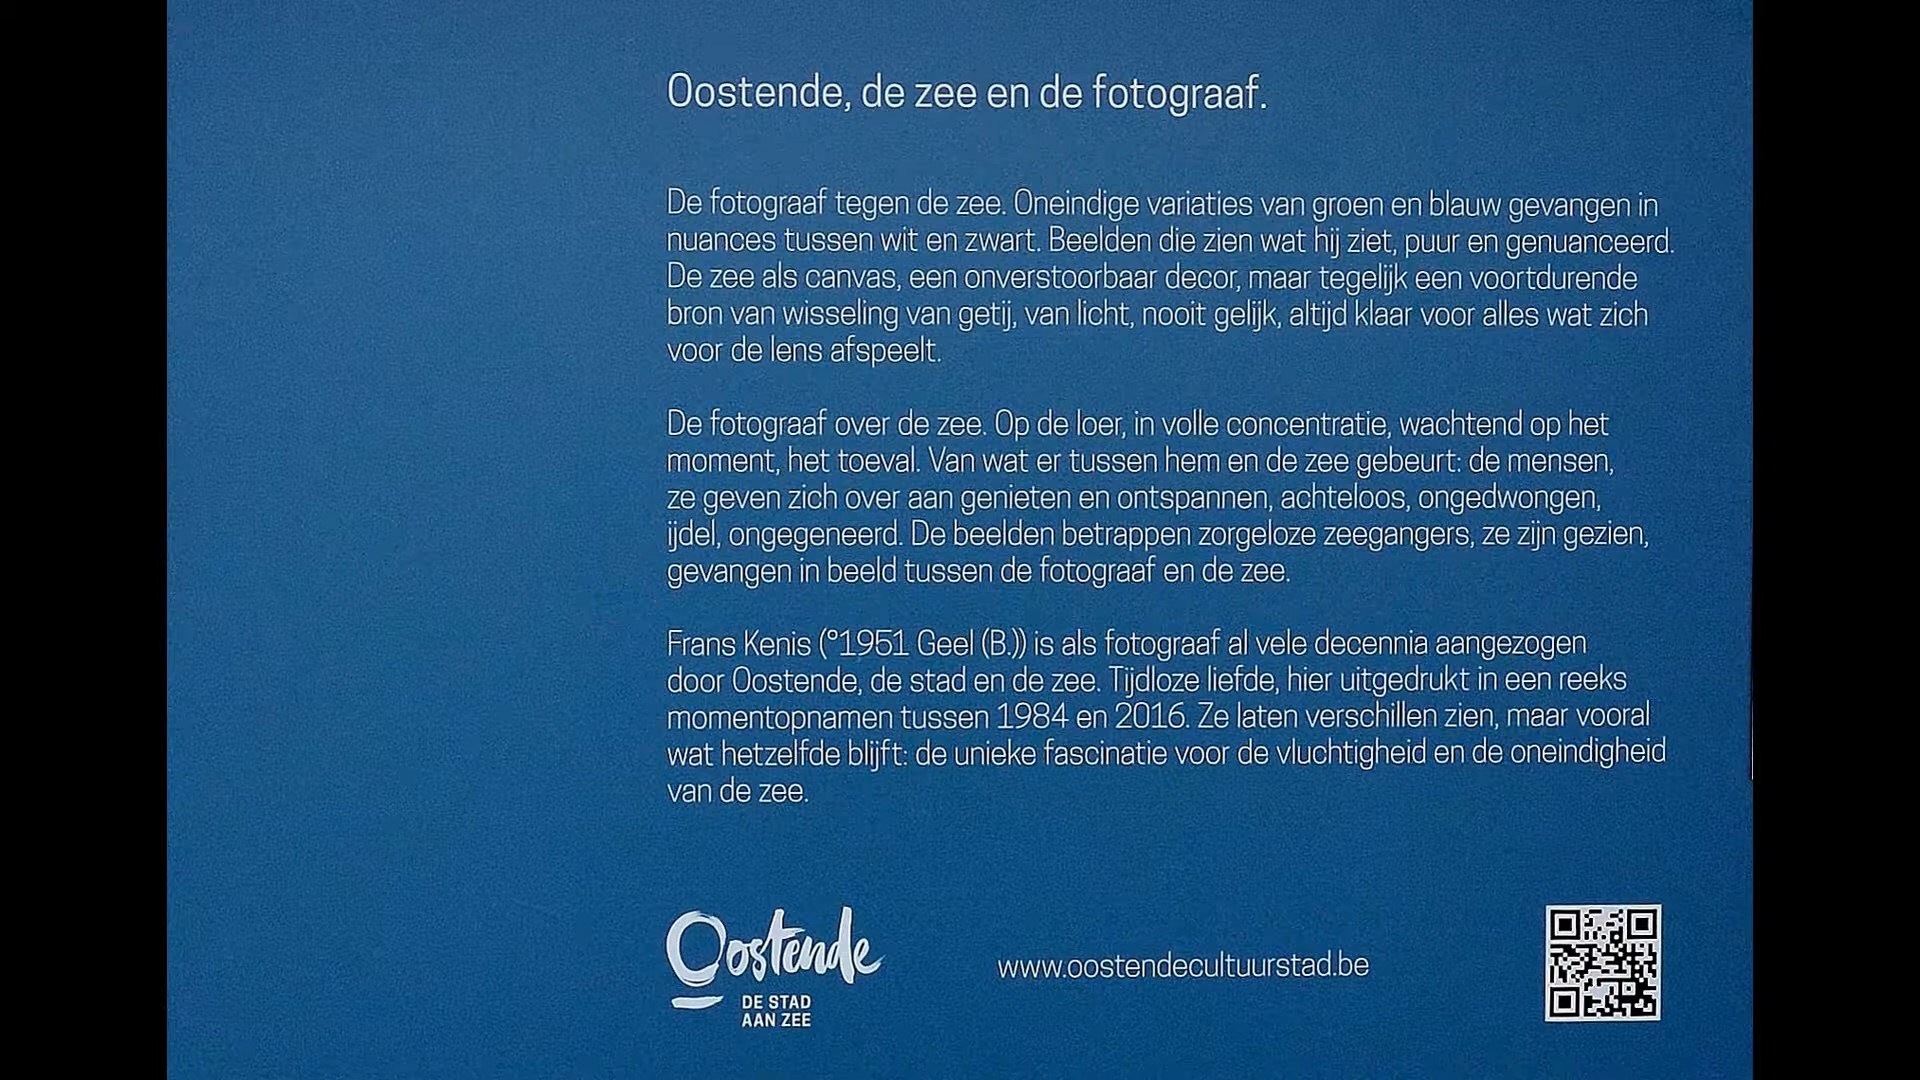 Oostende, de zee en de fotograaf.
De fotograaf tegen de zee. Oneindige variaties van groen en blauw gevangen in
nuances tussen wit en zwart. Beelden die zien wat hij ziet, puur en genuanceerd.
De zee als canvas, een onverstoorbaar decor, maar tegelijk een voortdurende
bron van wisseling van getij, van licht, nooit gelijk, altijd klaar voor alles wat zich
voor de lens afspeelt.
De fotograaf over de zee. Op de loer, in volle concentratie, wachtend op het
moment, het toeval. Van wat er tussen hem en de zee gebeurt: de mensen,
ze geven zich over aan genieten en ontspannen, achteloos, ongedwongen,
ijdel, ongegeneerd. De beelden betrappen zorgeloze zeegangers, ze zijn gezien,
gevangen in beeld tussen de fotograaf en de zee.
Frans Kenis (°1951 Geel (B.)) is als fotograaf al vele decennia aangezogen
door Oostende, de stad en de zee. Tijdloze liefde, hier uitgedrukt in een reeks
momentopnamen tussen 1984 en 2016. Ze laten verschillen zien, maar vooral
wat hetzelfde blijft: de unieke fascinatie voor de vluchtigheid en de oneindigheid
van de zee.
Oostende
DE STAD
AAN ZEE
www.oostendecultuurstad.be